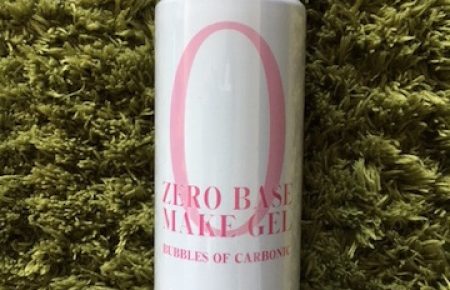 0
ZERO BASE
MAKE GEL
BUBBLES OF CARBONIC